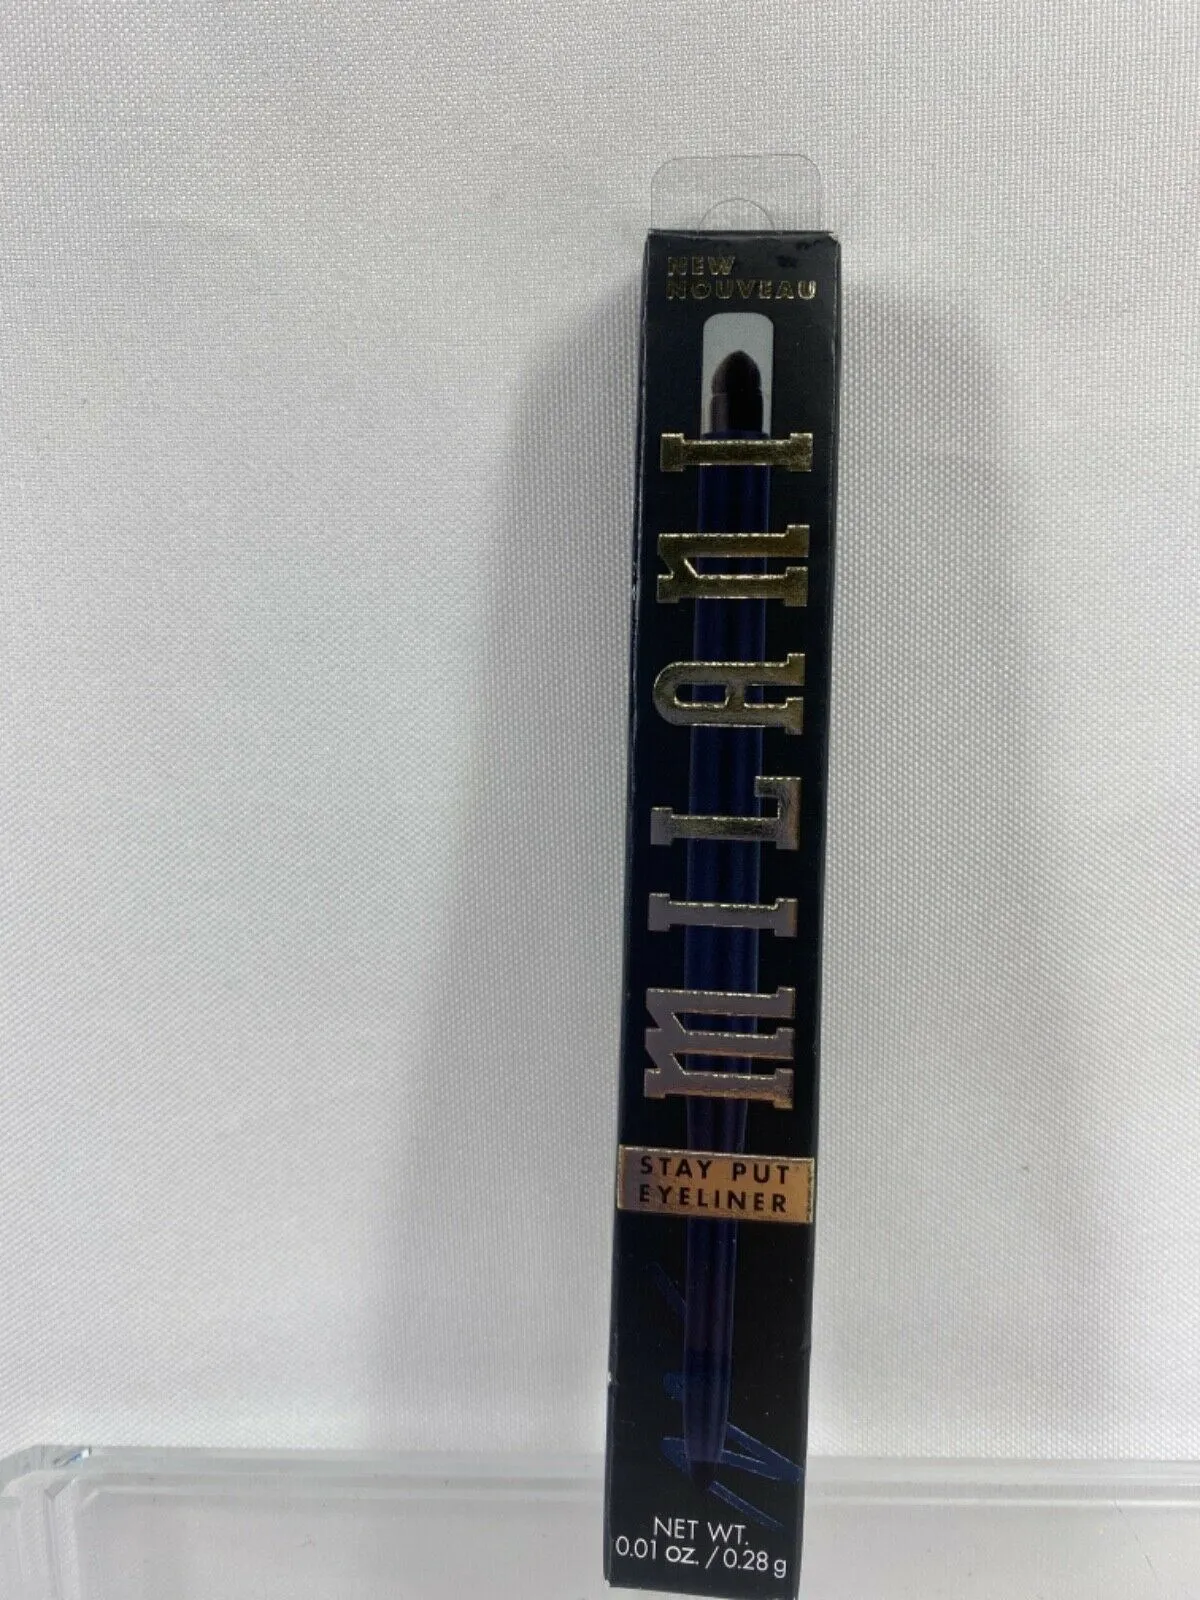 NEW
NOUVEAU
MILANI
STAY PUT
EYELINER
NET WT.
0.01 OZ. / 0.28 g